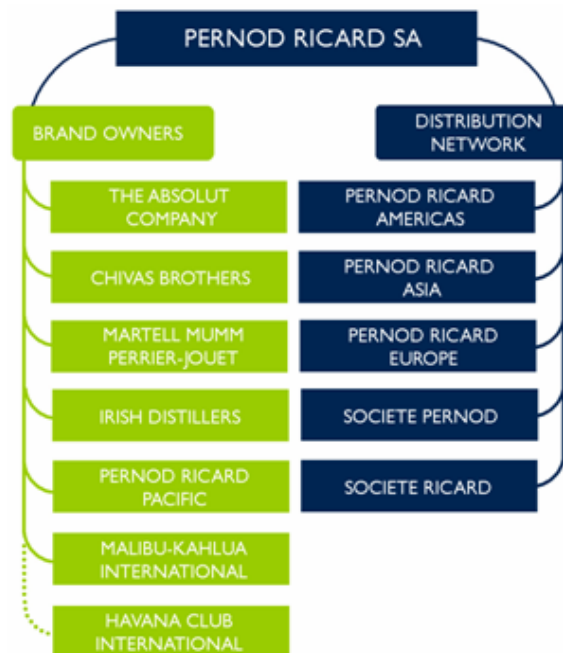 PERNOD RICARD SA
BRAND OWNERS
THE ABSOLUT
COMPANY
CHIVAS BROTHERS
MARTELL MUMM
PERRIER-JOUET
IRISH DISTILLERS
PERNOD RICARD
PACIFIC
MALIBU-KAHLUA
INTERNATIONAL
HAVANA CLUB
INTERNATIONAL
DISTRIBUTION
NETWORK
PERNOD RICARD
AMERICAS
PERNOD RICARD
ASIA
PERNOD RICARD
EUROPE
SOCIETE PERNOD
SOCIETE RICARD